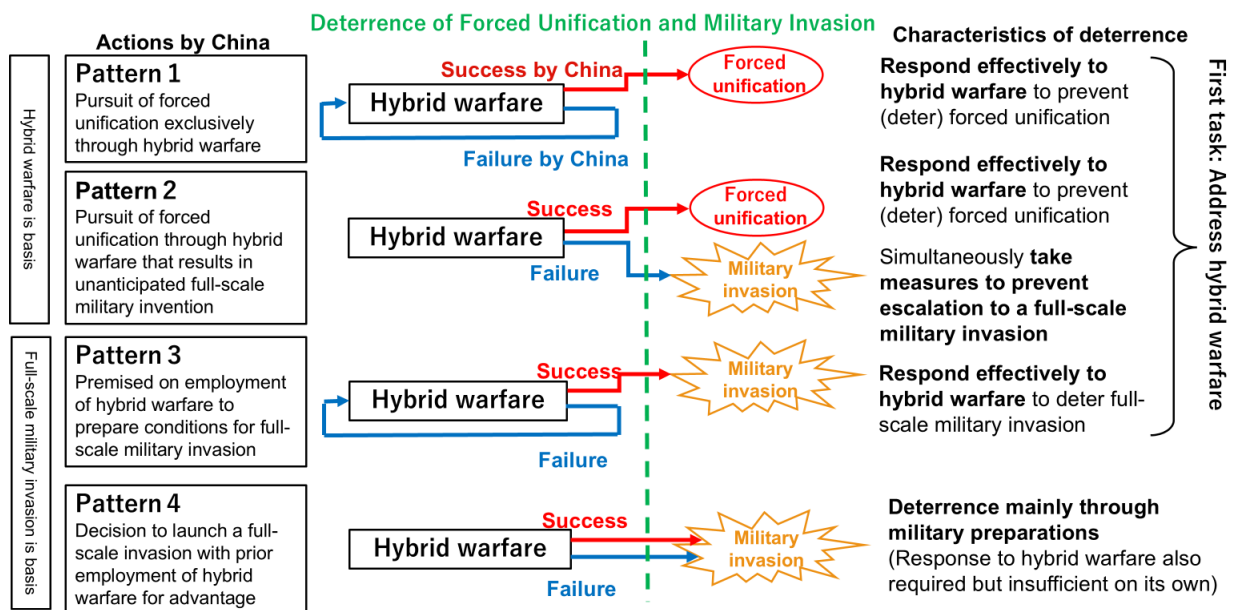 Deterrence of Forced Unification and Military Invasion
Actions by China
Characteristics of deterrence
Hybrid warfare is basis
Pattern 1
Pursuit of forced
unification exclusively
through hybrid warfare
Hybrid warfare
Success by China
Failure by China
Forced
unification
Respond effectively to
hybrid warfare to prevent
(deter) forced unification
Pattern 2
Pursuit of forced
unification through hybrid
warfare that results in
unanticipated full-scale
military invention
Hybrid warfare
Success
Failure
Forced
unification
Military
invasion
Respond effectively to
hybrid warfare to prevent
(deter) forced unification
Simultaneously take
measures to prevent
escalation to a full-scale
military invasion
Full-scale military invasion is basis
Pattern 3
Premised on employment
of hybrid warfare to
prepare conditions for full-
scale military invasion
Hybrid warfare
Success
Failure
Military
invasion
Respond effectively to
hybrid warfare to deter full-
scale military invasion
First task: Address hybrid warfare
Pattern 4
Decision to launch a full-
scale invasion with prior
employment of hybrid
warfare for advantage
Hybrid warfare
Success
Failure
Military
invasion
Deterrence mainly through
military preparations
(Response to hybrid warfare also
required but insufficient on its own)